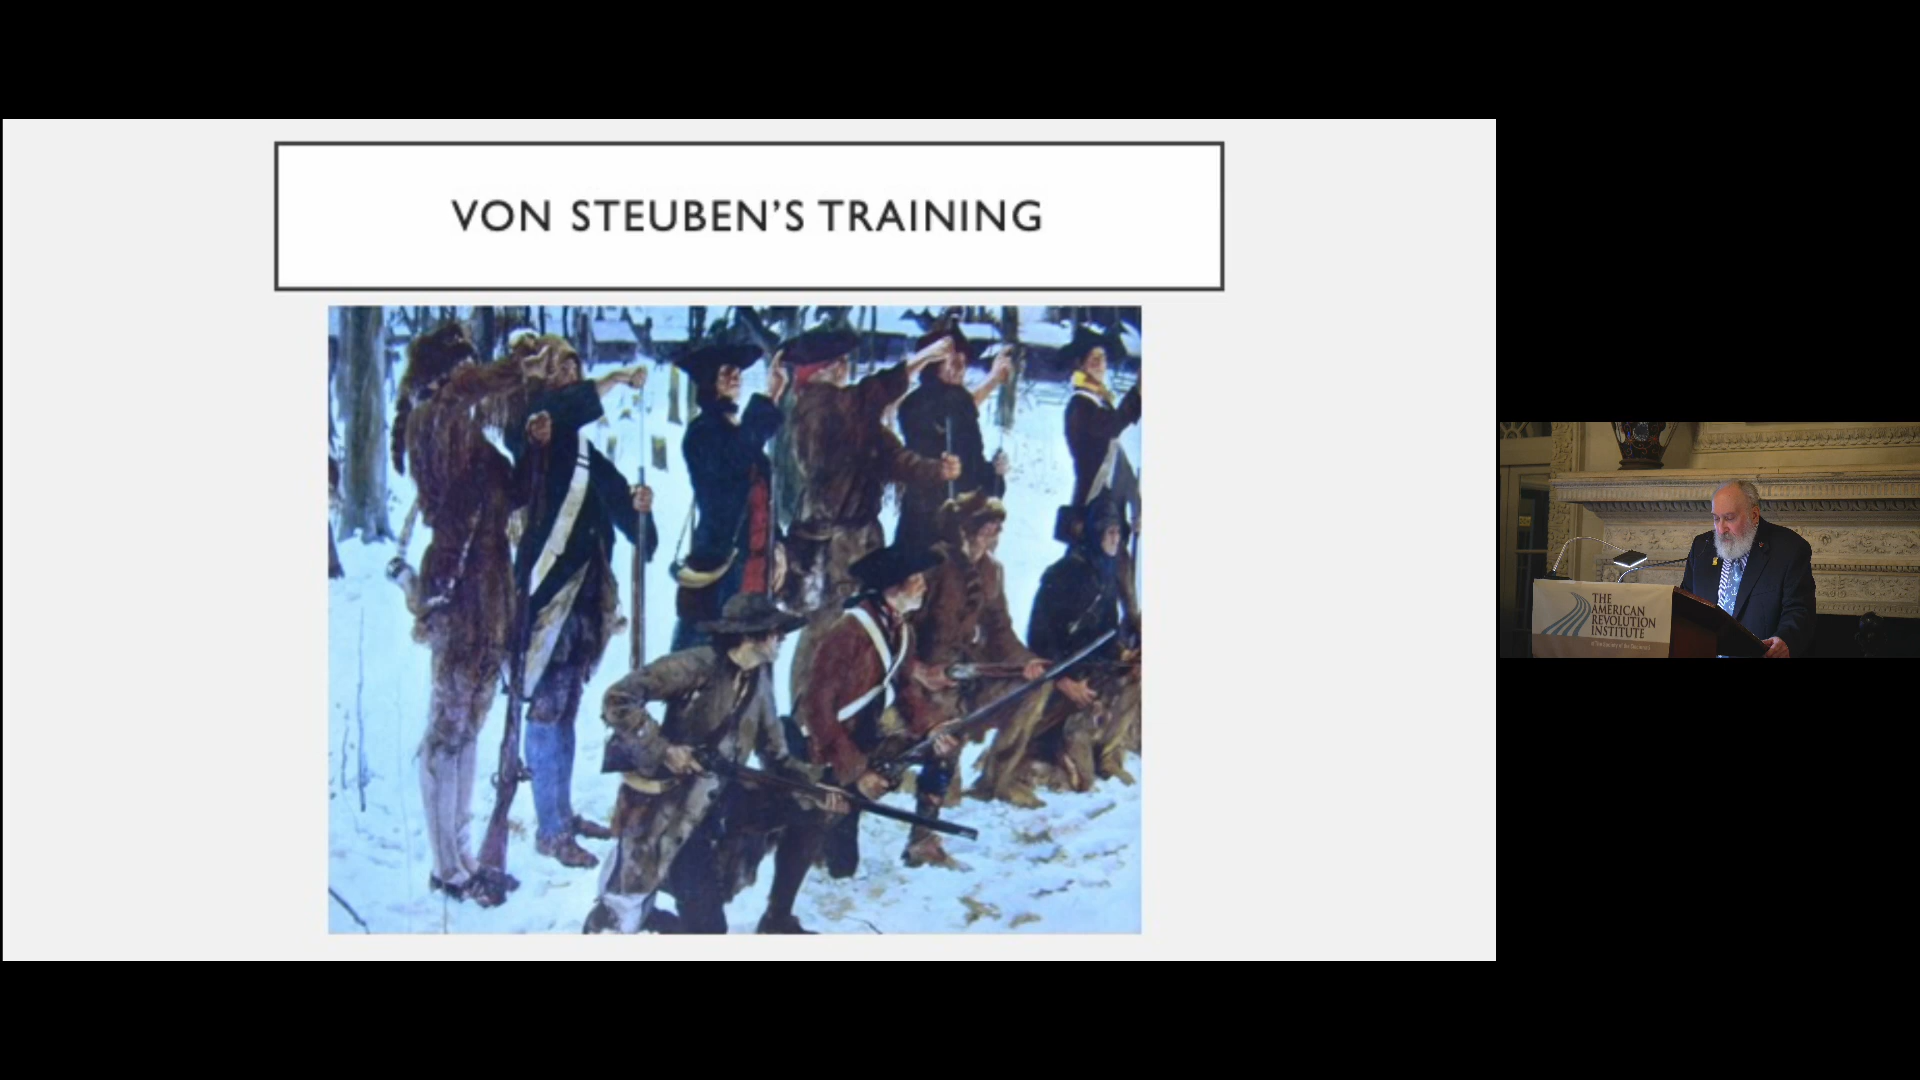 VON STEUBEN'S TRAINING
THE
AMERICAN
REVOLUTION
INSTITUTE